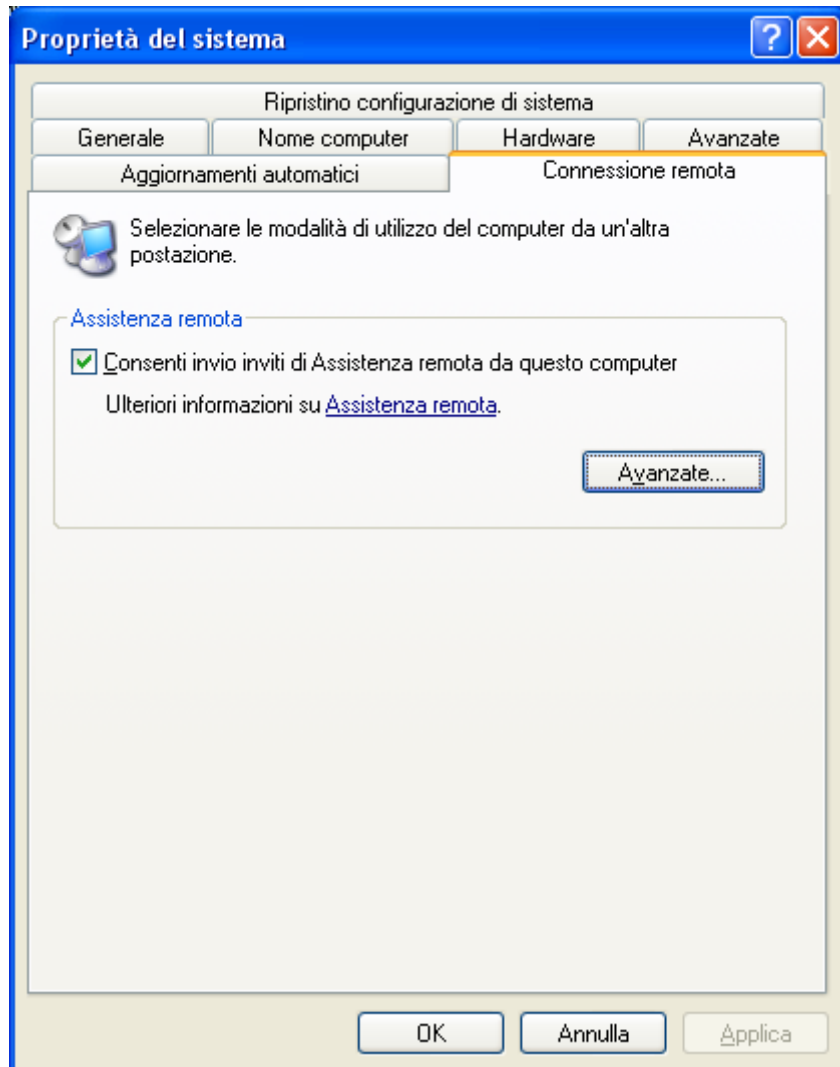 Proprietà del sistema
Ripristino configurazione di sistema
Generale
Nome computer
Hardware
Avanzate
Aggiornamenti automatici
Connessione remota
Selezionare le modalità di utilizzo del computer da un'altra
postazione.
Assistenza remota
Consenti invio inviti di Assistenza remota da questo computer
Ulteriori informazioni su Assistenza remota.
Avanzate...
OK
Annulla
Applica